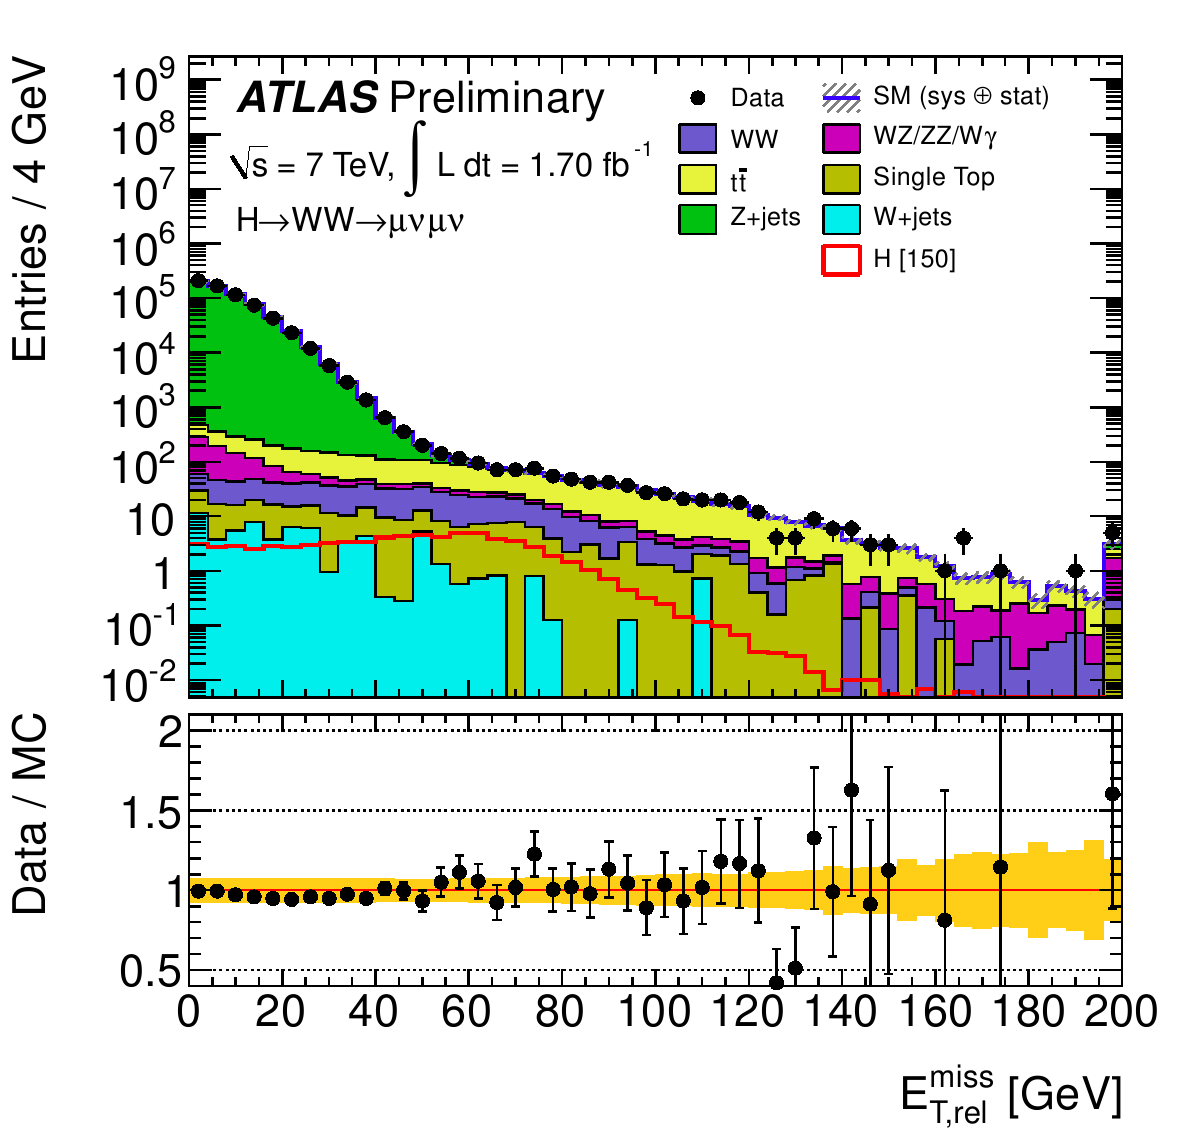 Entries / 4 GeV
10⁹
10⁸
10⁷
10⁶
10⁵
10⁴
10³
10²
10
1
10⁻¹
10⁻²
ATLAS Preliminary
√s = 7 TeV, ∫ L dt = 1.70 fb⁻¹
H→WW→μνμν
Data
SM (sys ⊕ stat)
WW
WZ/ZZ/Wγ
tt̄
Single Top
Z+jets
W+jets
H [150]
Data / MC
2
1.5
1
0.5
0 20 40 60 80 100 120 140 160 180 200
E_T,rel^miss [GeV]